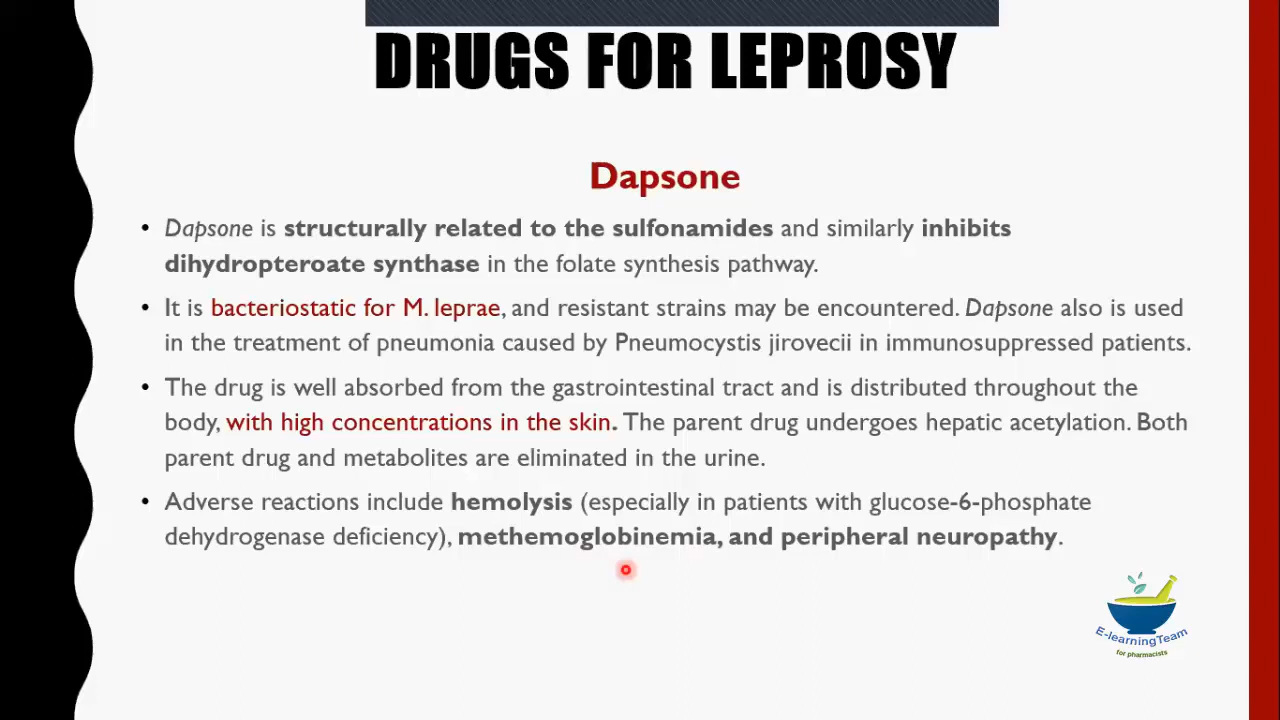 DRUGS FOR LEPROSY
Dapsone
• Dapsone is structurally related to the sulfonamides and similarly inhibits
dihydropteroate synthase in the folate synthesis pathway.
• It is bacteriostatic for M. leprae, and resistant strains may be encountered. Dapsone also is used
in the treatment of pneumonia caused by Pneumocystis jirovecii in immunosuppressed patients.
• The drug is well absorbed from the gastrointestinal tract and is distributed throughout the
body, with high concentrations in the skin. The parent drug undergoes hepatic acetylation. Both
parent drug and metabolites are eliminated in the urine.
• Adverse reactions include hemolysis (especially in patients with glucose-6-phosphate
dehydrogenase deficiency), methemoglobinemia, and peripheral neuropathy.
E-learningTeam
for pharmacists